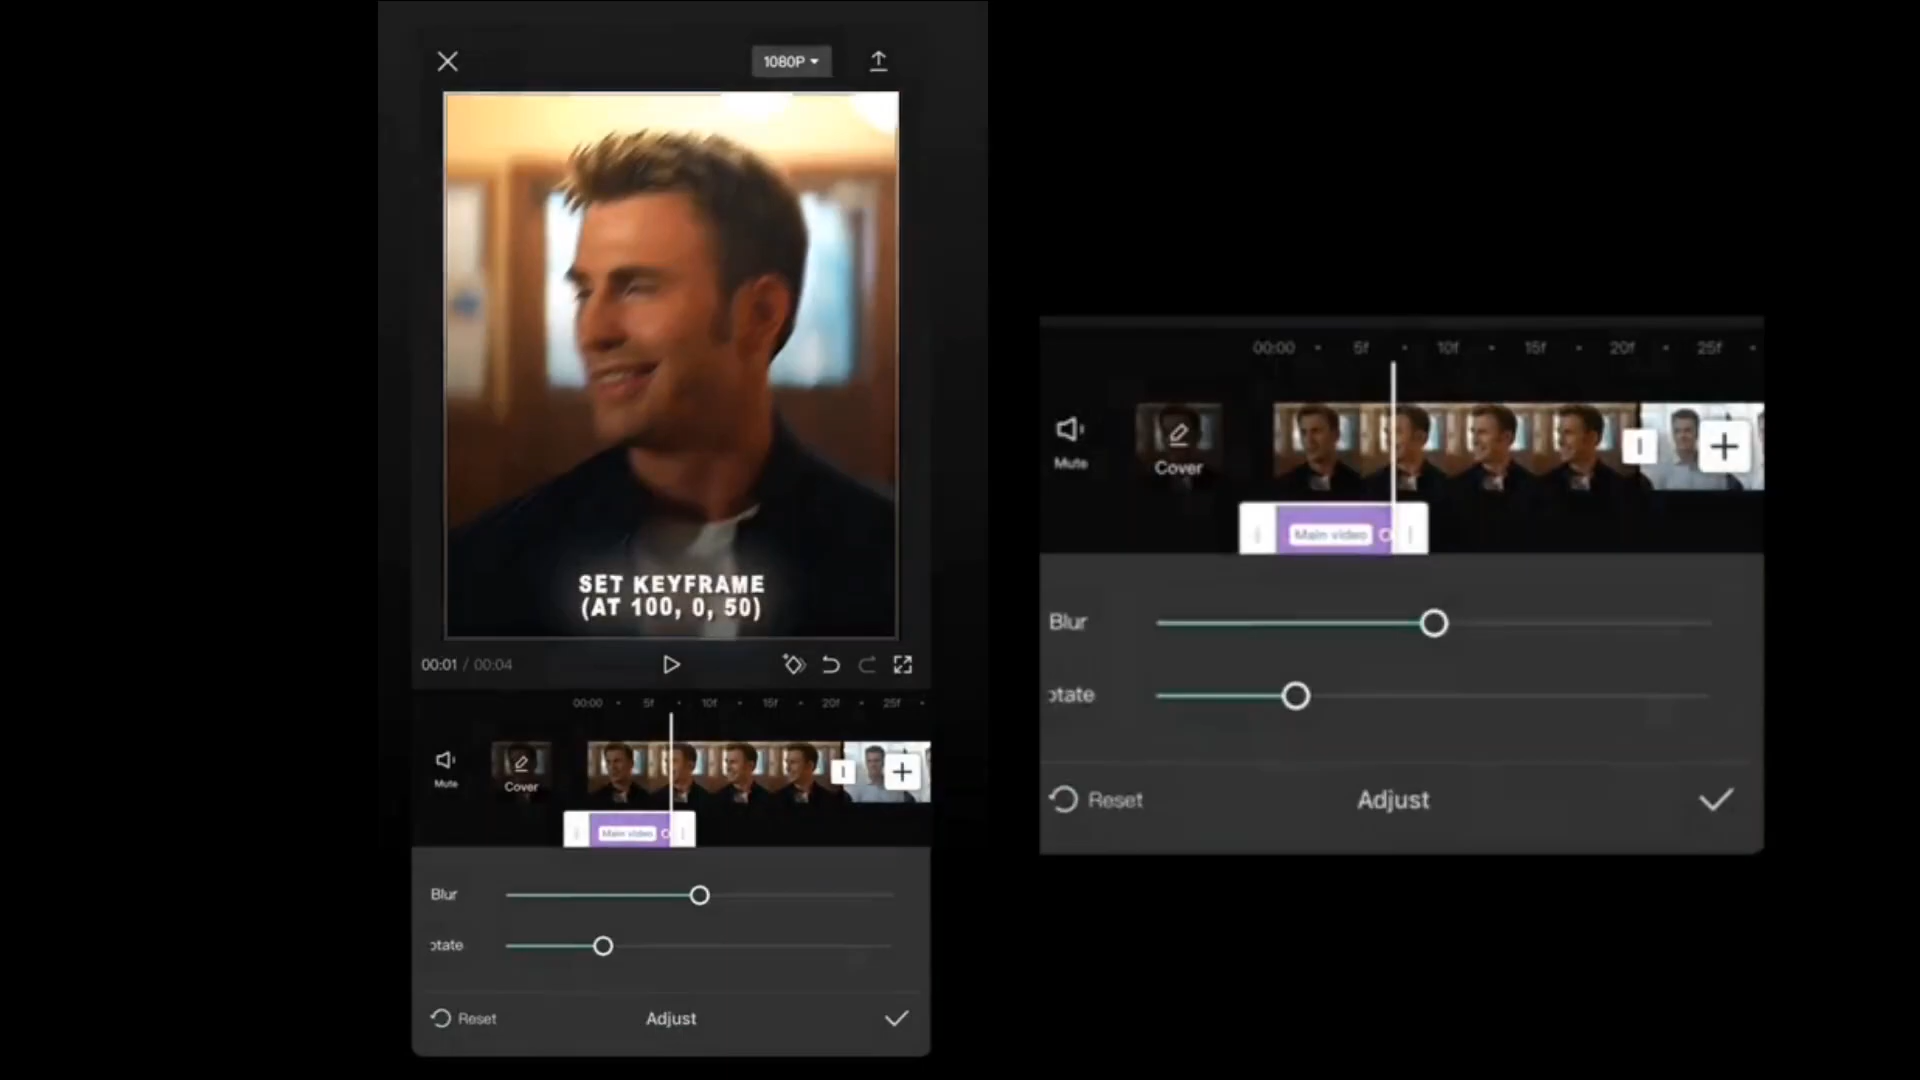 1080P
SET KEYFRAME
(AT 100, 0, 50)
00:01 / 00:04
00:00 5f 10f 15f 20f 25f
Mute
Cover
Main video
Blur
otate
Reset
Adjust
00:00 5f 10f 15f 20f 25f
Mute
Cover
Main video
Blur
otate
Reset
Adjust